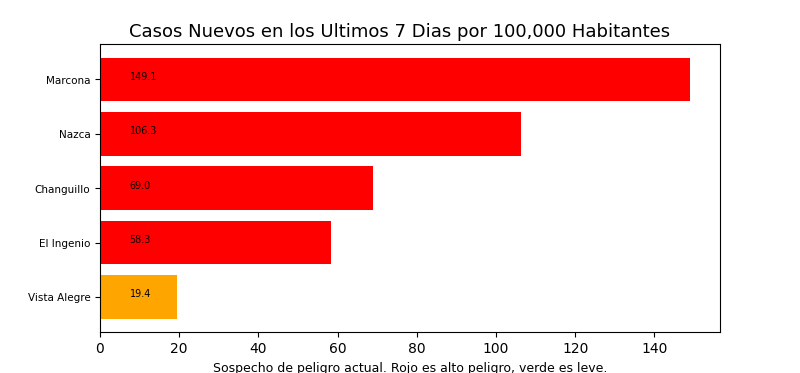 Casos Nuevos en los Ultimos 7 Dias por 100,000 Habitantes
Marcona 149.1
Nazca 106.3
Changuillo 69.0
El Ingenio 58.3
Vista Alegre 19.4
0 20 40 60 80 100 120 140
Sospecho de peligro actual. Rojo es alto peligro, verde es leve.